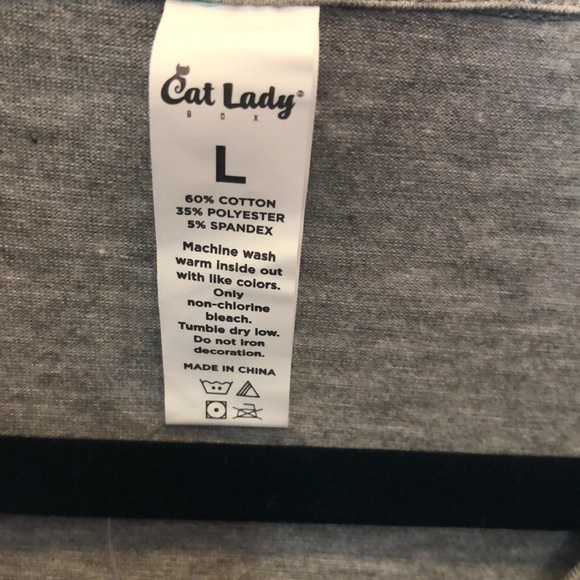 Cat Lady®
BOX
L
60% COTTON
35% POLYESTER
5% SPANDEX
Machine wash
warm inside out
with like colors.
Only
non-chlorine
bleach.
Tumble dry low.
Do not iron
decoration.
MADE IN CHINA